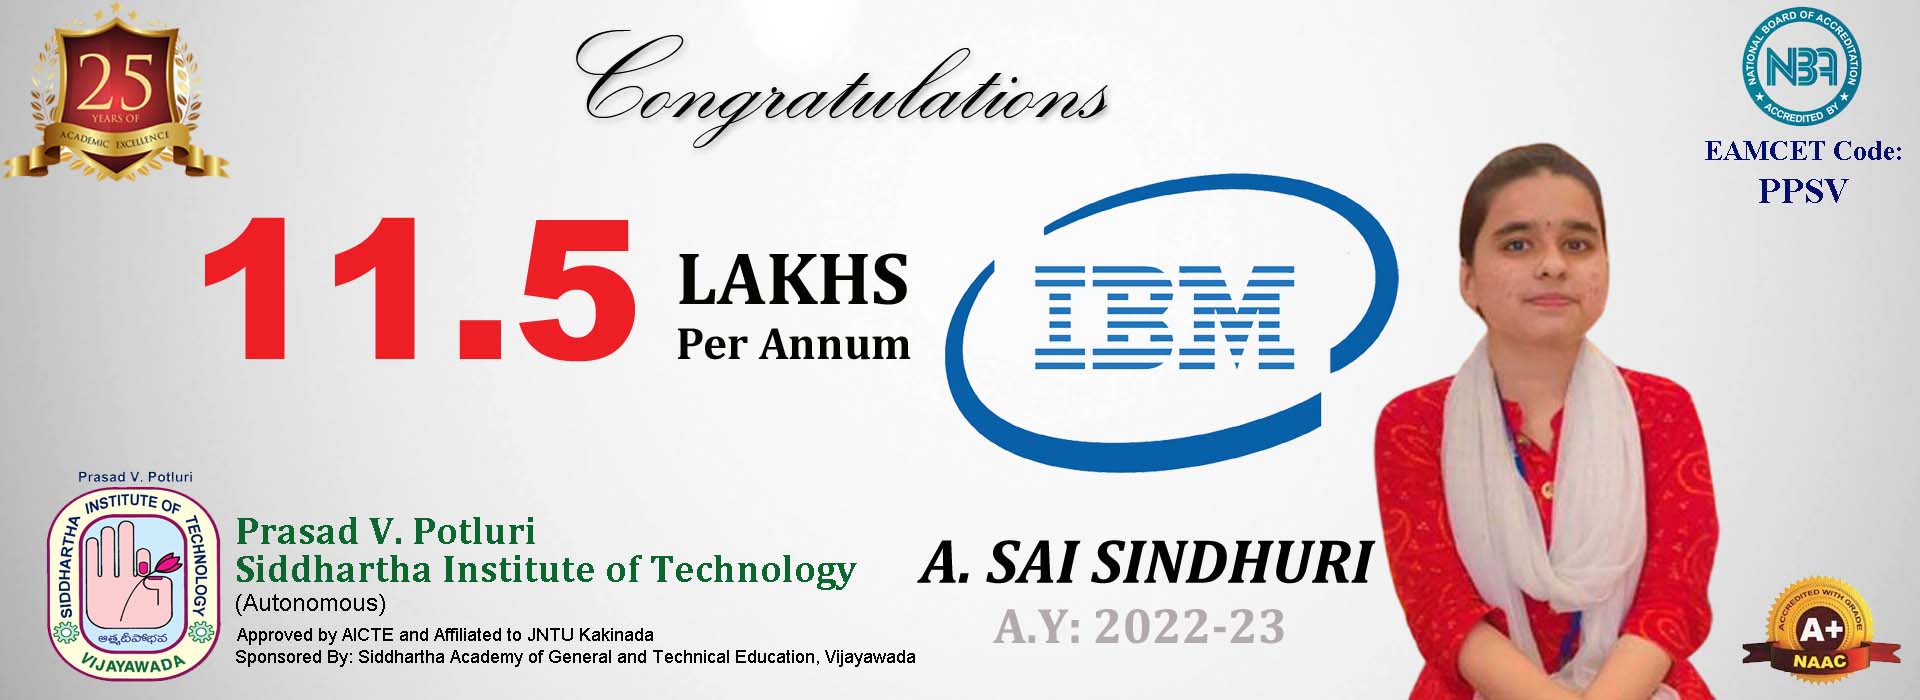 25
YEARS OF
ACADEMIC EXCELLENCE
Congratulations
NATIONAL BOARD OF ACCREDITATION
NBA
★ ACCREDITED BY ★
EAMCET Code:
PPSV
11.5
LAKHS
Per Annum
IBM
Prasad V. Potluri
SIDDHARTHA INSTITUTE OF TECHNOLOGY
ఆత్మదీపోభవ
VIJAYAWADA
Prasad V. Potluri
Siddhartha Institute of Technology
(Autonomous)
Approved by AICTE and Affiliated to JNTU Kakinada
Sponsored By: Siddhartha Academy of General and Technical Education, Vijayawada
A. SAI SINDHURI
A.Y: 2022-23
ACCREDITED WITH GRADE
A+
NAAC